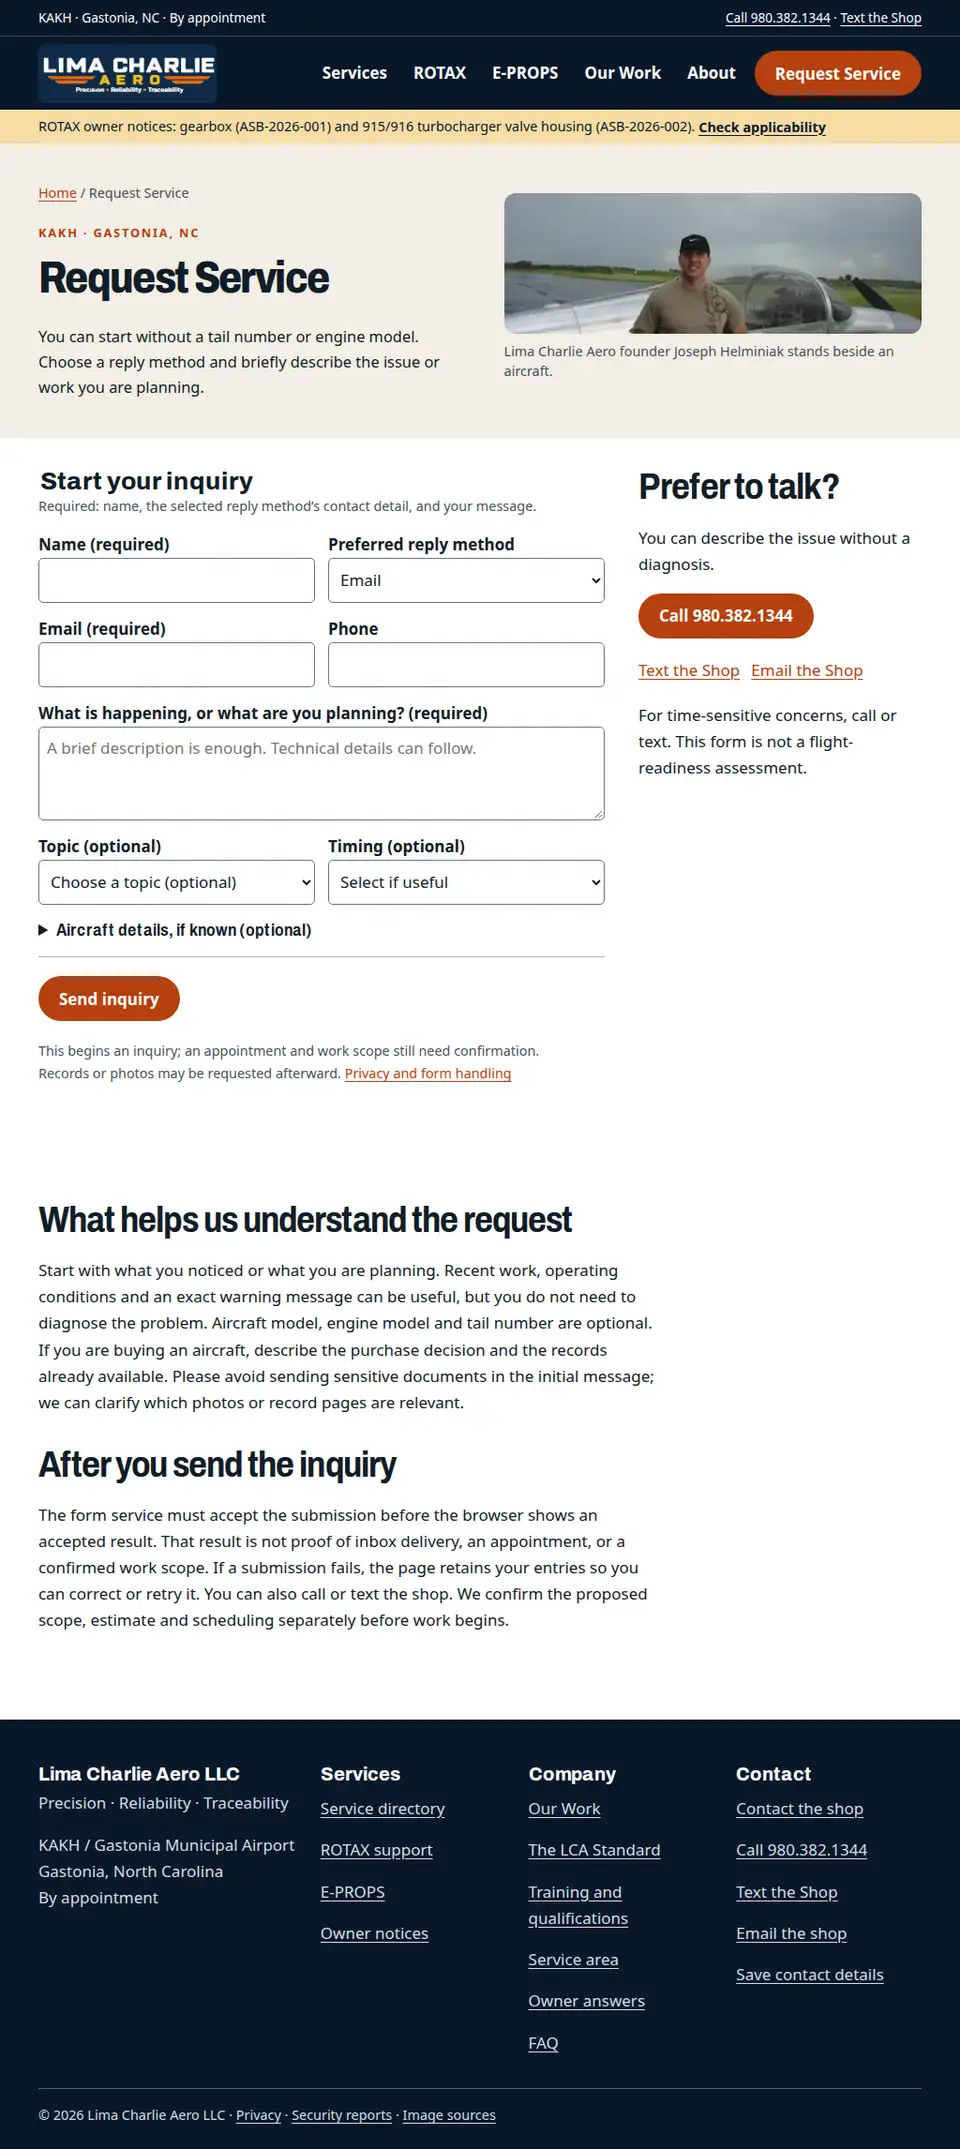 KAKH · Gastonia, NC · By appointment
Call 980.382.1344 · Text the Shop
LIMA CHARLIE
AERO
Precision • Reliability • Traceability
Services
ROTAX
E-PROPS
Our Work
About
Request Service
ROTAX owner notices: gearbox (ASB-2026-001) and 915/916 turbocharger valve housing (ASB-2026-002). Check applicability
Home / Request Service
KAKH · GASTONIA, NC
Request Service
You can start without a tail number or engine model.
Choose a reply method and briefly describe the issue or
work you are planning.
Lima Charlie Aero founder Joseph Helminiak stands beside an
aircraft.
Start your inquiry
Required: name, the selected reply method’s contact detail, and your message.
Name (required)
Preferred reply method
Email
Email (required)
Phone
What is happening, or what are you planning? (required)
A brief description is enough. Technical details can follow.
Topic (optional)
Timing (optional)
Choose a topic (optional)
Select if useful
Aircraft details, if known (optional)
Send inquiry
This begins an inquiry; an appointment and work scope still need confirmation.
Records or photos may be requested afterward. Privacy and form handling
Prefer to talk?
You can describe the issue without a
diagnosis.
Call 980.382.1344
Text the Shop Email the Shop
For time-sensitive concerns, call or
text. This form is not a flight-
readiness assessment.
What helps us understand the request
Start with what you noticed or what you are planning. Recent work, operating
conditions and an exact warning message can be useful, but you do not need to
diagnose the problem. Aircraft model, engine model and tail number are optional.
If you are buying an aircraft, describe the purchase decision and the records
already available. Please avoid sending sensitive documents in the initial message;
we can clarify which photos or record pages are relevant.
After you send the inquiry
The form service must accept the submission before the browser shows an
accepted result. That result is not proof of inbox delivery, an appointment, or a
confirmed work scope. If a submission fails, the page retains your entries so you
can correct or retry it. You can also call or text the shop. We confirm the proposed
scope, estimate and scheduling separately before work begins.
Lima Charlie Aero LLC
Precision · Reliability · Traceability
KAKH / Gastonia Municipal Airport
Gastonia, North Carolina
By appointment
Services
Service directory
ROTAX support
E-PROPS
Owner notices
Company
Our Work
The LCA Standard
Training and
qualifications
Service area
Owner answers
FAQ
Contact
Contact the shop
Call 980.382.1344
Text the Shop
Email the shop
Save contact details
© 2026 Lima Charlie Aero LLC · Privacy · Security reports · Image sources